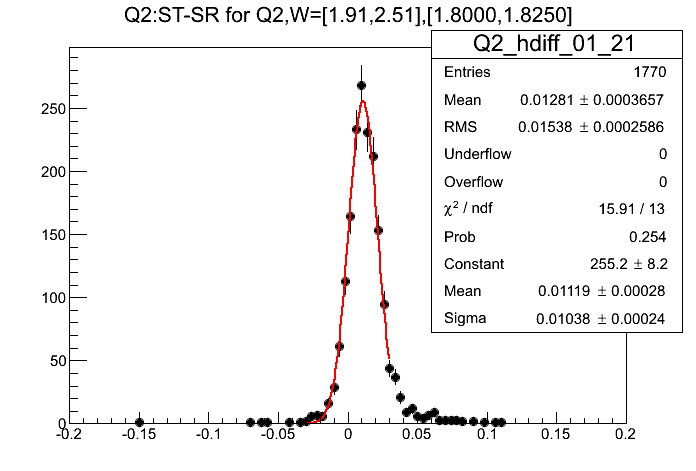 Q2:ST-SR for Q2,W=[1.91,2.51],[1.8000,1.8250]
Q2_hdiff_01_21
Entries 1770
Mean 0.01281 ± 0.0003657
RMS 0.01538 ± 0.0002586
Underflow 0
Overflow 0
χ² / ndf 15.91 / 13
Prob 0.254
Constant 255.2 ± 8.2
Mean 0.01119 ± 0.00028
Sigma 0.01038 ± 0.00024
250
200
150
100
50
0
-0.2 -0.15 -0.1 -0.05 0 0.05 0.1 0.15 0.2